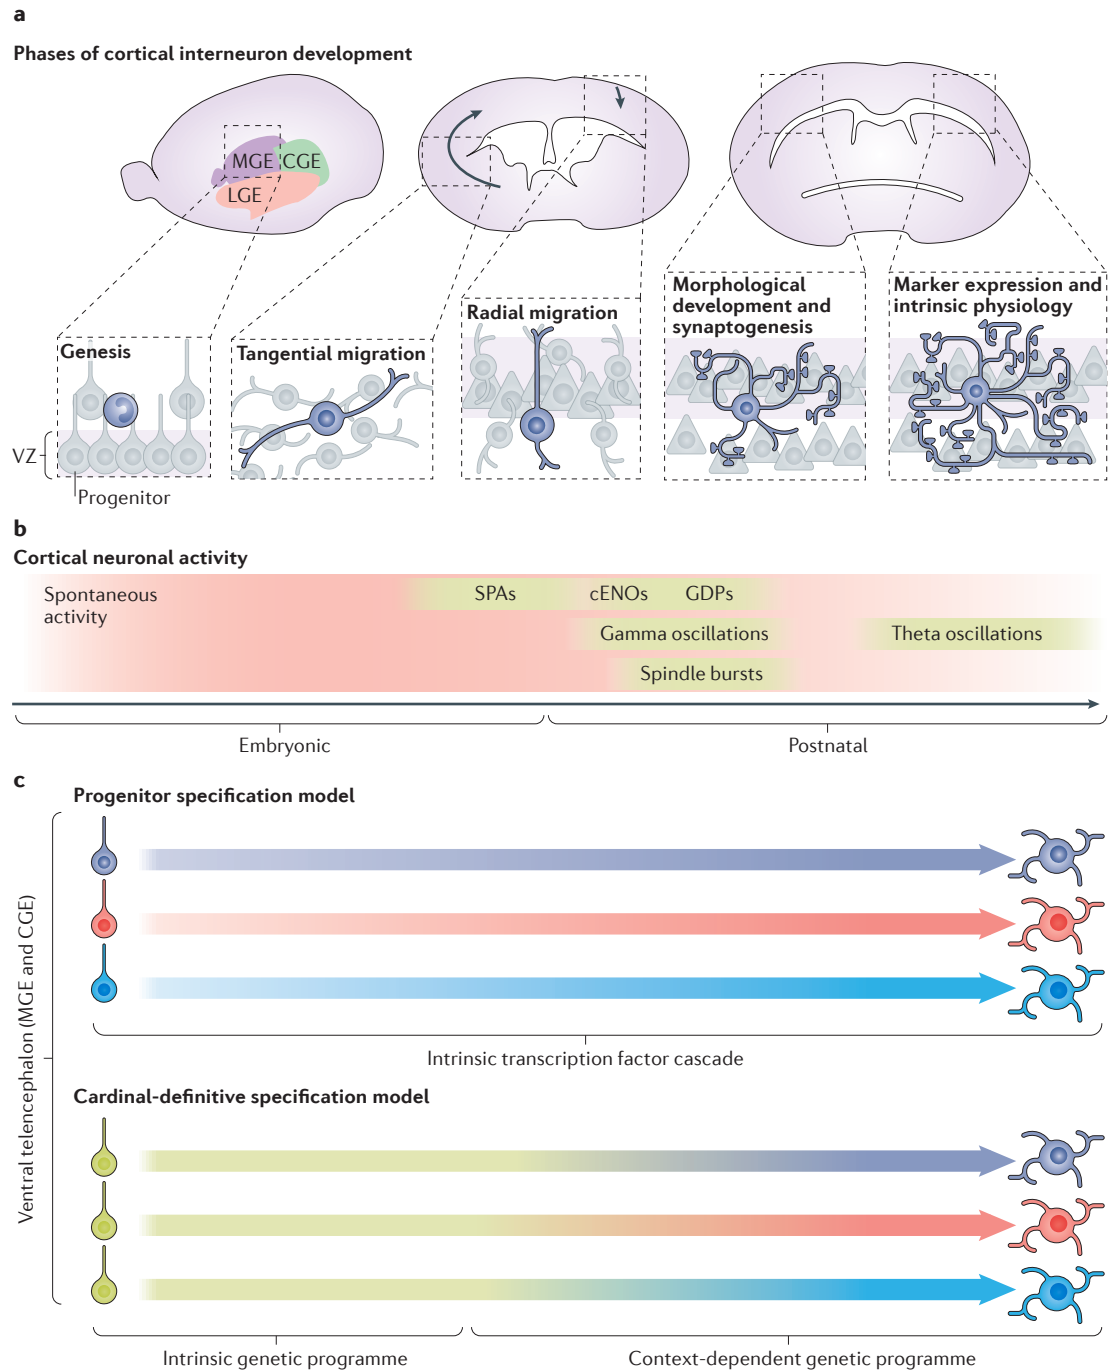 a
Phases of cortical interneuron development
MGE
CGE
LGE
Genesis
Tangential migration
Radial migration
Morphological
development and
synaptogenesis
Marker expression and
intrinsic physiology
VZ
Progenitor
b
Cortical neuronal activity
Spontaneous
activity
SPAs
cENOs
GDPs
Gamma oscillations
Theta oscillations
Spindle bursts
Embryonic
Postnatal
c
Progenitor specification model
Ventral telencephalon (MGE and CGE)
Intrinsic transcription factor cascade
Cardinal-definitive specification model
Intrinsic genetic programme
Context-dependent genetic programme